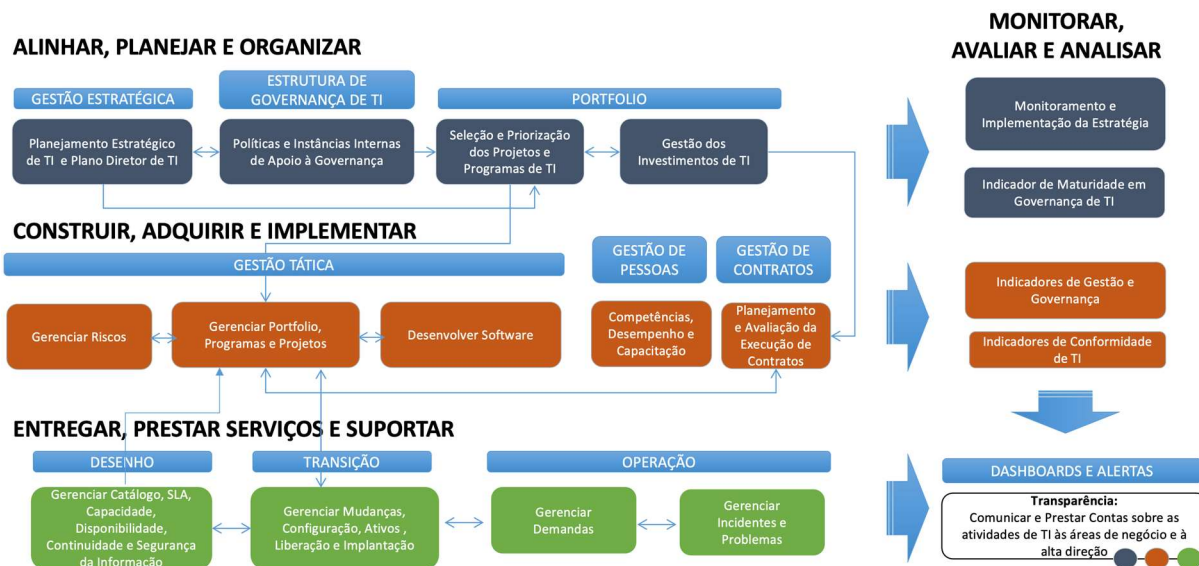 MONITORAR,
AVALIAR E ANALISAR
ALINHAR, PLANEJAR E ORGANIZAR
GESTÃO ESTRATÉGICA
ESTRUTURA DE
GOVERNANÇA DE TI
PORTFOLIO
Planejamento Estratégico
de TI e Plano Diretor de TI
Políticas e Instâncias Internas
de Apoio à Governança
Seleção e Priorização
dos Projetos e
Programas de TI
Gestão dos
Investimentos de TI
Monitoramento e
Implementação da Estratégia
Indicador de Maturidade em
Governança de TI
CONSTRUIR, ADQUIRIR E IMPLEMENTAR
GESTÃO TÁTICA
GESTÃO DE
PESSOAS
GESTÃO DE
CONTRATOS
Gerenciar Riscos
Gerenciar Portfolio,
Programas e Projetos
Desenvolver Software
Competências,
Desempenho e
Capacitação
Planejamento
e Avaliação da
Execução de
Contratos
Indicadores de Gestão e
Governança
Indicadores de Conformidade
de TI
ENTREGAR, PRESTAR SERVIÇOS E SUPORTAR
DESENHO
TRANSIÇÃO
OPERAÇÃO
Gerenciar Catálogo, SLA,
Capacidade,
Disponibilidade,
Continuidade e Segurança
da Informação
Gerenciar Mudanças,
Configuração, Ativos ,
Liberação e Implantação
Gerenciar
Demandas
Gerenciar
Incidentes e
Problemas
DASHBOARDS E ALERTAS
Transparência:
Comunicar e Prestar Contas sobre as
atividades de TI às áreas de negócio e à
alta direção